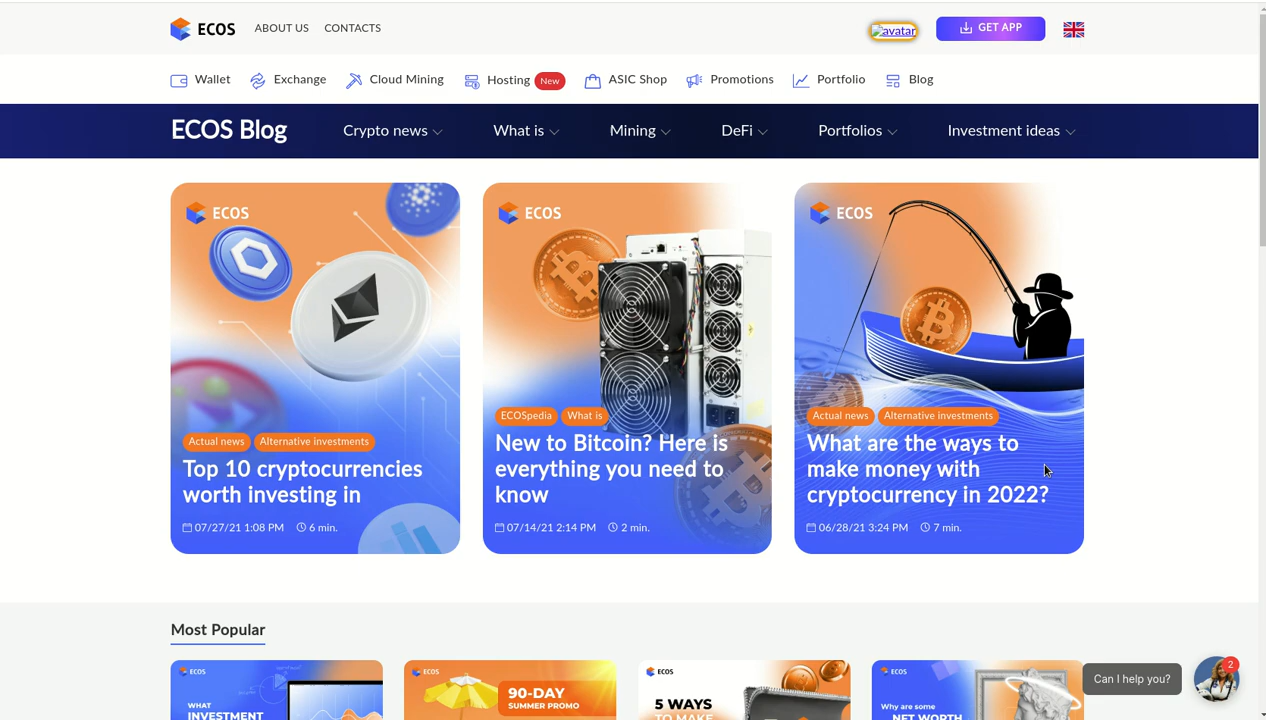 ECOS
ABOUT US
CONTACTS
avatar
GET APP
Wallet
Exchange
Cloud Mining
Hosting New
ASIC Shop
Promotions
Portfolio
Blog
ECOS Blog
Crypto news
What is
Mining
DeFi
Portfolios
Investment ideas
ECOS
Actual news
Alternative investments
Top 10 cryptocurrencies
worth investing in
07/27/21 1:08 PM
6 min.
ECOS
ECOSpedia
What is
New to Bitcoin? Here is
everything you need to
know
07/14/21 2:14 PM
2 min.
ECOS
Actual news
Alternative investments
What are the ways to
make money with
cryptocurrency in 2022?
06/28/21 3:24 PM
7 min.
Most Popular
ECOS
WHAT
INVESTMENT
ECOS
90-DAY
SUMMER PROMO
ECOS
5 WAYS
TO MAKE
ECOS
Why are some
NET WORTH
Can I help you?
2